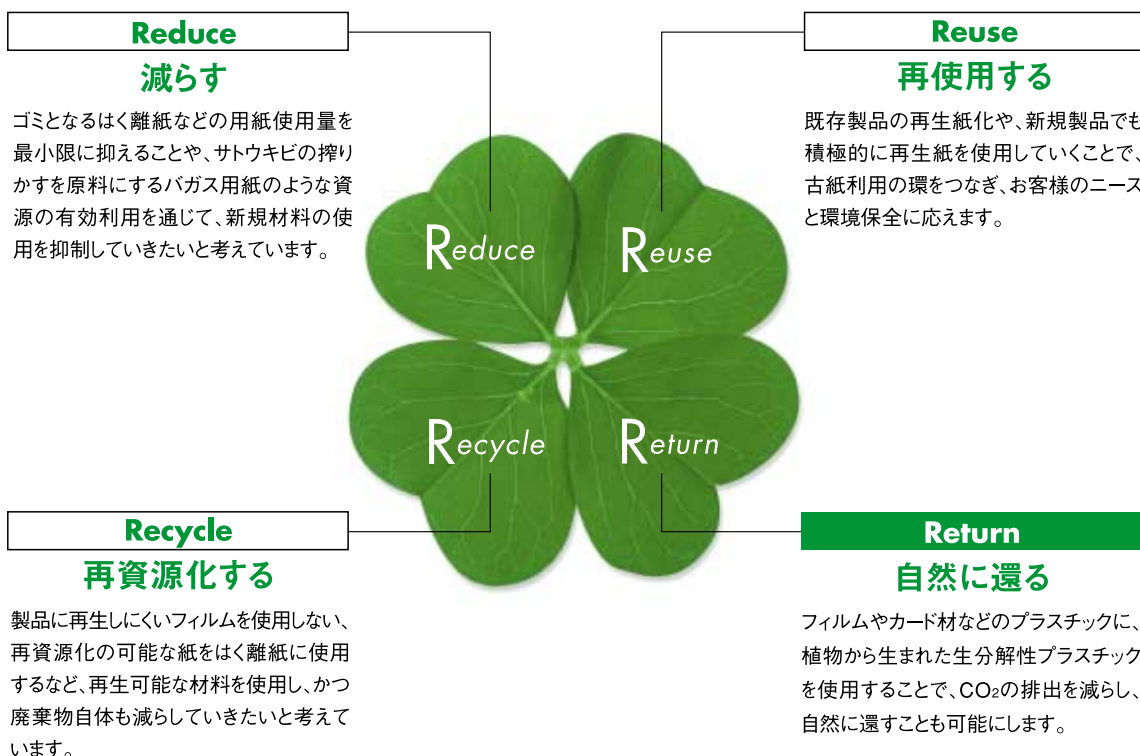 Reduce
減らす
ゴミとなるはく離紙などの用紙使用量を
最小限に抑えることや、サトウキビの搾り
かすを原料にするバガス用紙のような資
源の有効利用を通じて、新規材料の使
用を抑制していきたいと考えています。
Reuse
再使用する
既存製品の再生紙化や、新規製品でも
積極的に再生紙を使用していくことで、
古紙利用の環をつなぎ、お客様のニーズ
と環境保全に応えます。
Reduce
Reuse
Recycle
Return
Recycle
再資源化する
製品に再生しにくいフィルムを使用しない、
再資源化の可能な紙をはく離紙に使用
するなど、再生可能な材料を使用し、かつ
廃棄物自体も減らしていきたいと考えて
います。
Return
自然に還る
フィルムやカード材などのプラスチックに、
植物から生まれた生分解性プラスチック
を使用することで、CO₂の排出を減らし、
自然に還すことも可能にします。